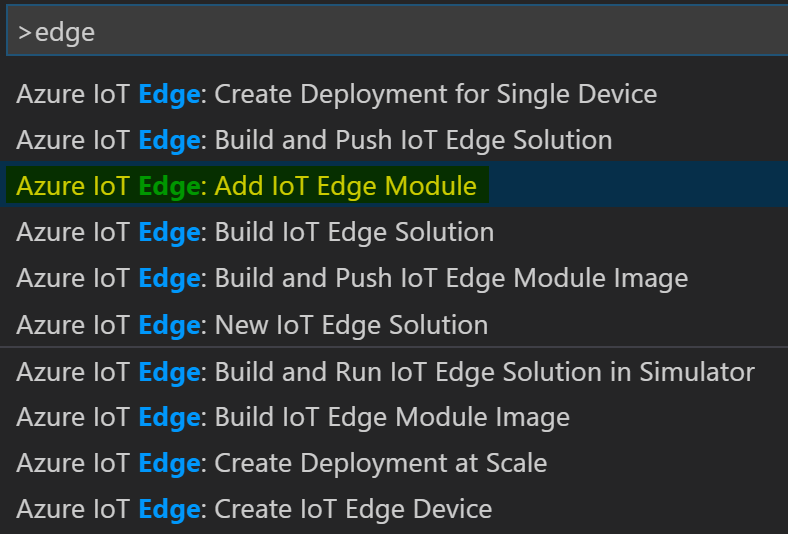 >edge
Azure IoT Edge: Create Deployment for Single Device
Azure IoT Edge: Build and Push IoT Edge Solution
Azure IoT Edge: Add IoT Edge Module
Azure IoT Edge: Build IoT Edge Solution
Azure IoT Edge: Build and Push IoT Edge Module Image
Azure IoT Edge: New IoT Edge Solution
Azure IoT Edge: Build and Run IoT Edge Solution in Simulator
Azure IoT Edge: Build IoT Edge Module Image
Azure IoT Edge: Create Deployment at Scale
Azure IoT Edge: Create IoT Edge Device